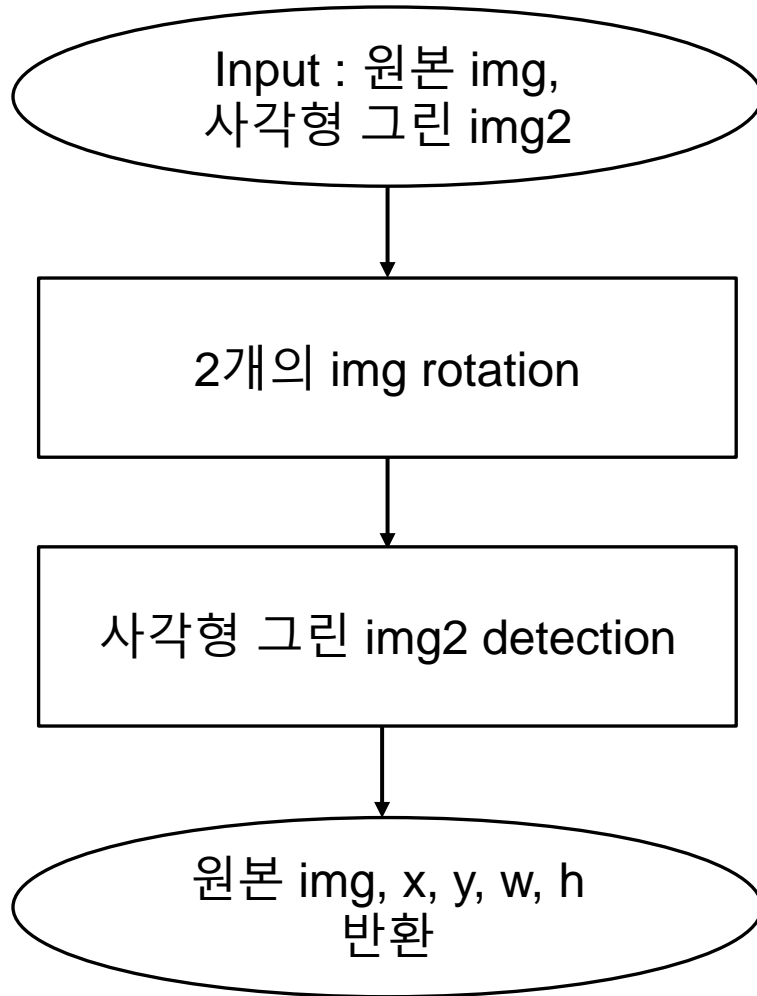 Input : 원본 img,
사각형 그린 img2
2개의 img rotation
사각형 그린 img2 detection
원본 img, x, y, w, h
반환